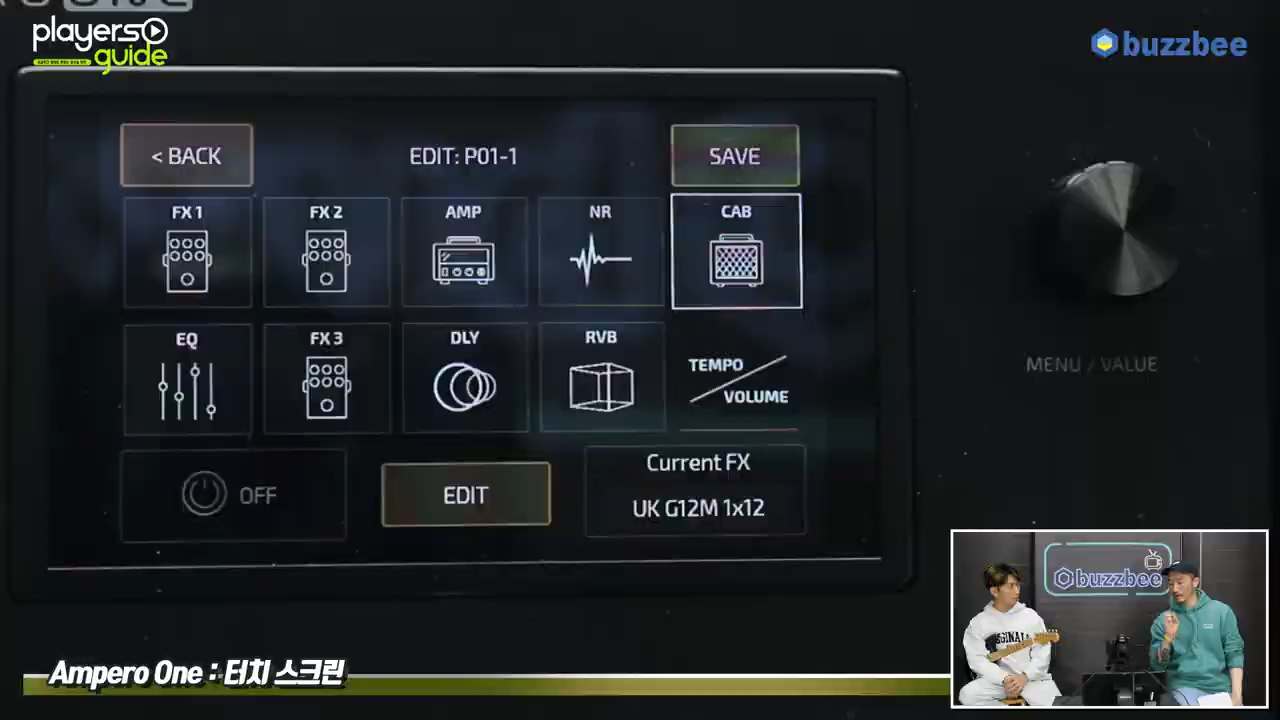 players
guide
buzzbee
< BACK
EDIT: P01-1
SAVE
FX 1
FX 2
AMP
NR
CAB
EQ
FX 3
DLY
RVB
TEMPO
VOLUME
MENU / VALUE
OFF
EDIT
Current FX
UK G12M 1x12
buzzbee
Ampero One : 터치 스크린